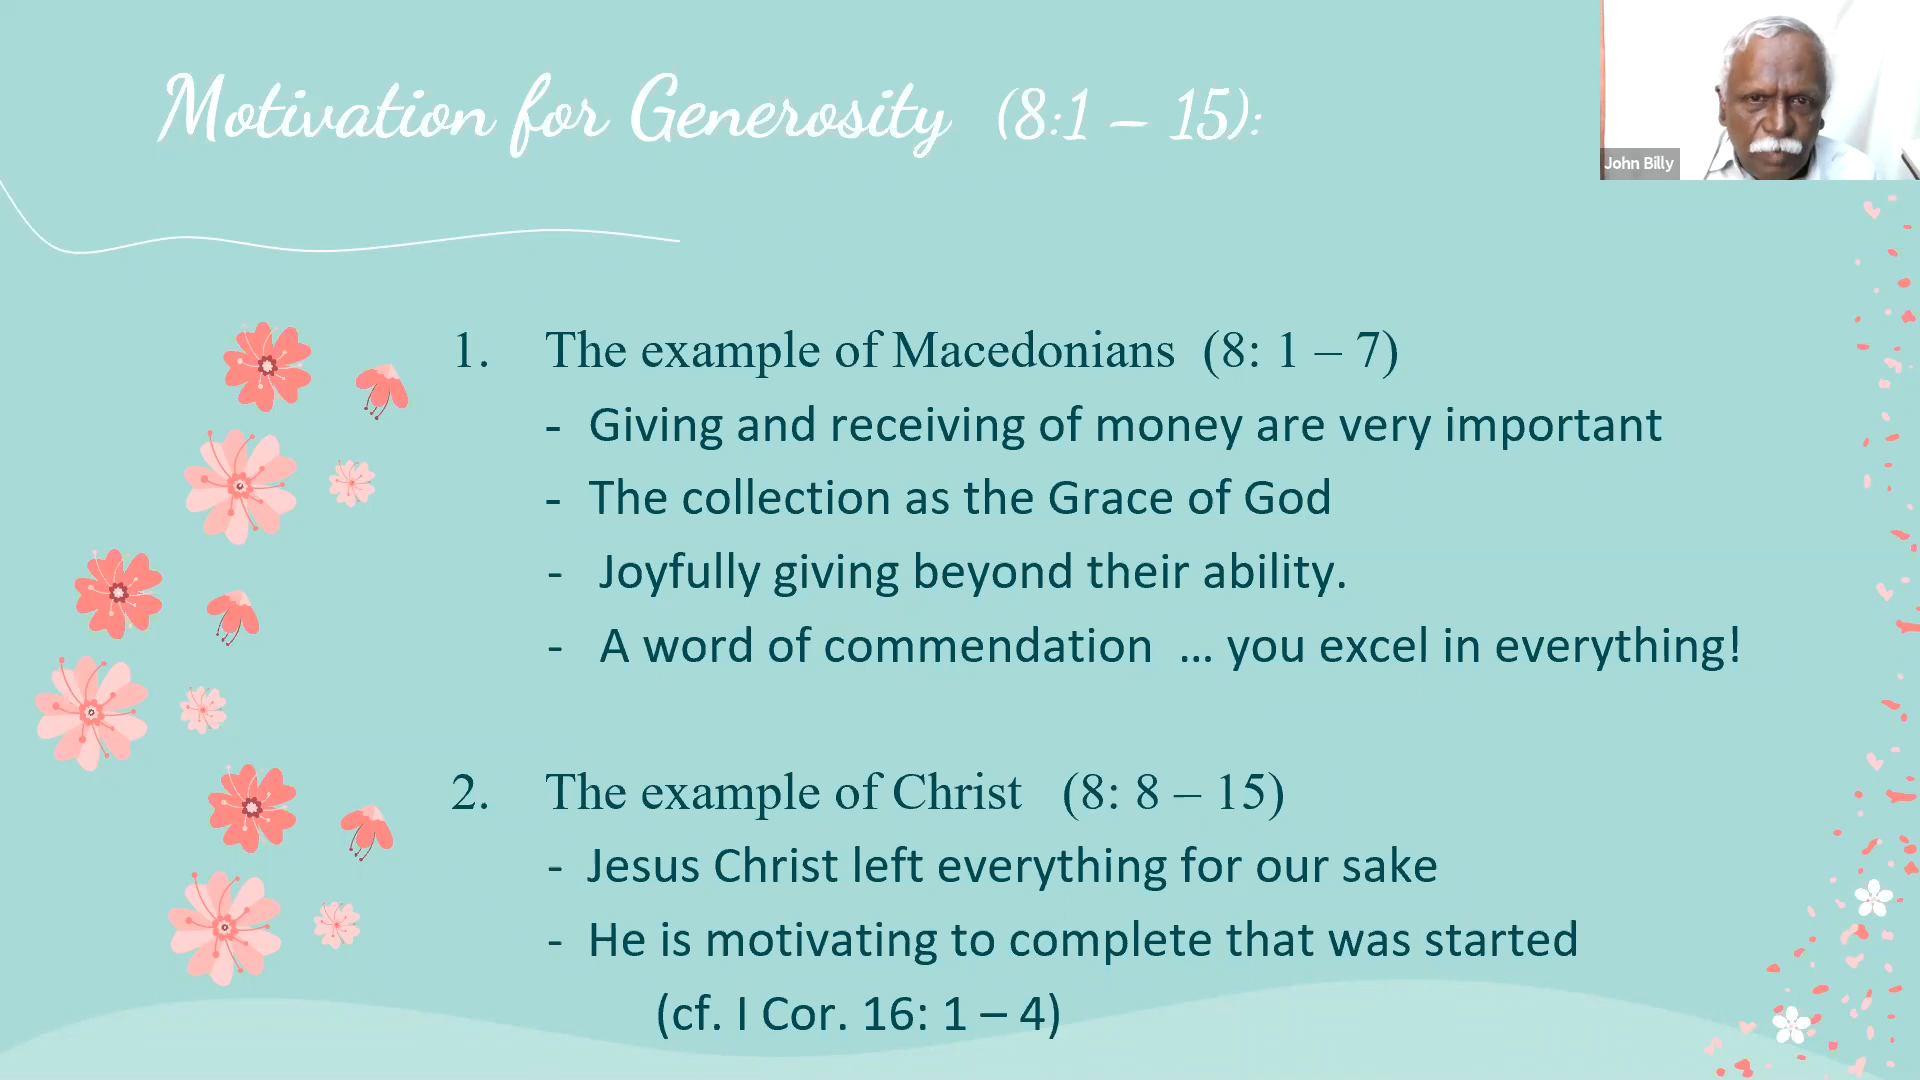 Motivation for Generosity (8:1 – 15):
John Billy
1. The example of Macedonians (8: 1 – 7)
- Giving and receiving of money are very important
- The collection as the Grace of God
- Joyfully giving beyond their ability.
- A word of commendation ... you excel in everything!
2. The example of Christ (8: 8 – 15)
- Jesus Christ left everything for our sake
- He is motivating to complete that was started
(cf. I Cor. 16: 1 – 4)